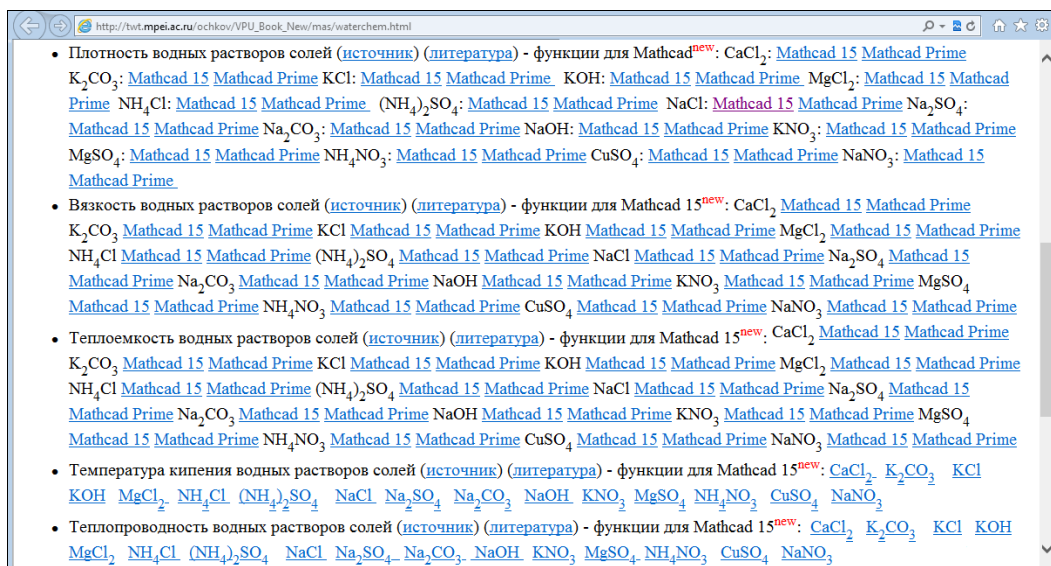 http://twt.mpei.ac.ru/ochkov/VPU_Book_New/mas/waterchem.html
• Плотность водных растворов солей (источник) (литература) - функции для Mathcad new: CaCl₂: Mathcad 15 Mathcad Prime
K₂CO₃: Mathcad 15 Mathcad Prime KCl: Mathcad 15 Mathcad Prime KOH: Mathcad 15 Mathcad Prime MgCl₂: Mathcad 15 Mathcad
Prime NH₄Cl: Mathcad 15 Mathcad Prime (NH₄)₂SO₄: Mathcad 15 Mathcad Prime NaCl: Mathcad 15 Mathcad Prime Na₂SO₄:
Mathcad 15 Mathcad Prime Na₂CO₃: Mathcad 15 Mathcad Prime NaOH: Mathcad 15 Mathcad Prime KNO₃: Mathcad 15 Mathcad Prime
MgSO₄: Mathcad 15 Mathcad Prime NH₄NO₃: Mathcad 15 Mathcad Prime CuSO₄: Mathcad 15 Mathcad Prime NaNO₃: Mathcad 15
Mathcad Prime
• Вязкость водных растворов солей (источник) (литература) - функции для Mathcad 15 new: CaCl₂ Mathcad 15 Mathcad Prime
K₂CO₃ Mathcad 15 Mathcad Prime KCl Mathcad 15 Mathcad Prime KOH Mathcad 15 Mathcad Prime MgCl₂ Mathcad 15 Mathcad Prime
NH₄Cl Mathcad 15 Mathcad Prime (NH₄)₂SO₄ Mathcad 15 Mathcad Prime NaCl Mathcad 15 Mathcad Prime Na₂SO₄ Mathcad 15
Mathcad Prime Na₂CO₃ Mathcad 15 Mathcad Prime NaOH Mathcad 15 Mathcad Prime KNO₃ Mathcad 15 Mathcad Prime MgSO₄
Mathcad 15 Mathcad Prime NH₄NO₃ Mathcad 15 Mathcad Prime CuSO₄ Mathcad 15 Mathcad Prime NaNO₃ Mathcad 15 Mathcad Prime
• Теплоемкость водных растворов солей (источник) (литература) - функции для Mathcad 15 new: CaCl₂ Mathcad 15 Mathcad Prime
K₂CO₃ Mathcad 15 Mathcad Prime KCl Mathcad 15 Mathcad Prime KOH Mathcad 15 Mathcad Prime MgCl₂ Mathcad 15 Mathcad Prime
NH₄Cl Mathcad 15 Mathcad Prime (NH₄)₂SO₄ Mathcad 15 Mathcad Prime NaCl Mathcad 15 Mathcad Prime Na₂SO₄ Mathcad 15
Mathcad Prime Na₂CO₃ Mathcad 15 Mathcad Prime NaOH Mathcad 15 Mathcad Prime KNO₃ Mathcad 15 Mathcad Prime MgSO₄
Mathcad 15 Mathcad Prime NH₄NO₃ Mathcad 15 Mathcad Prime CuSO₄ Mathcad 15 Mathcad Prime NaNO₃ Mathcad 15 Mathcad Prime
• Температура кипения водных растворов солей (источник) (литература) - функции для Mathcad 15 new: CaCl₂ K₂CO₃ KCl
KOH MgCl₂ NH₄Cl (NH₄)₂SO₄ NaCl Na₂SO₄ Na₂CO₃ NaOH KNO₃ MgSO₄ NH₄NO₃ CuSO₄ NaNO₃
• Теплопроводность водных растворов солей (источник) (литература) - функции для Mathcad 15 new: CaCl₂ K₂CO₃ KCl KOH
MgCl₂ NH₄Cl (NH₄)₂SO₄ NaCl Na₂SO₄ Na₂CO₃ NaOH KNO₃ MgSO₄ NH₄NO₃ CuSO₄ NaNO₃